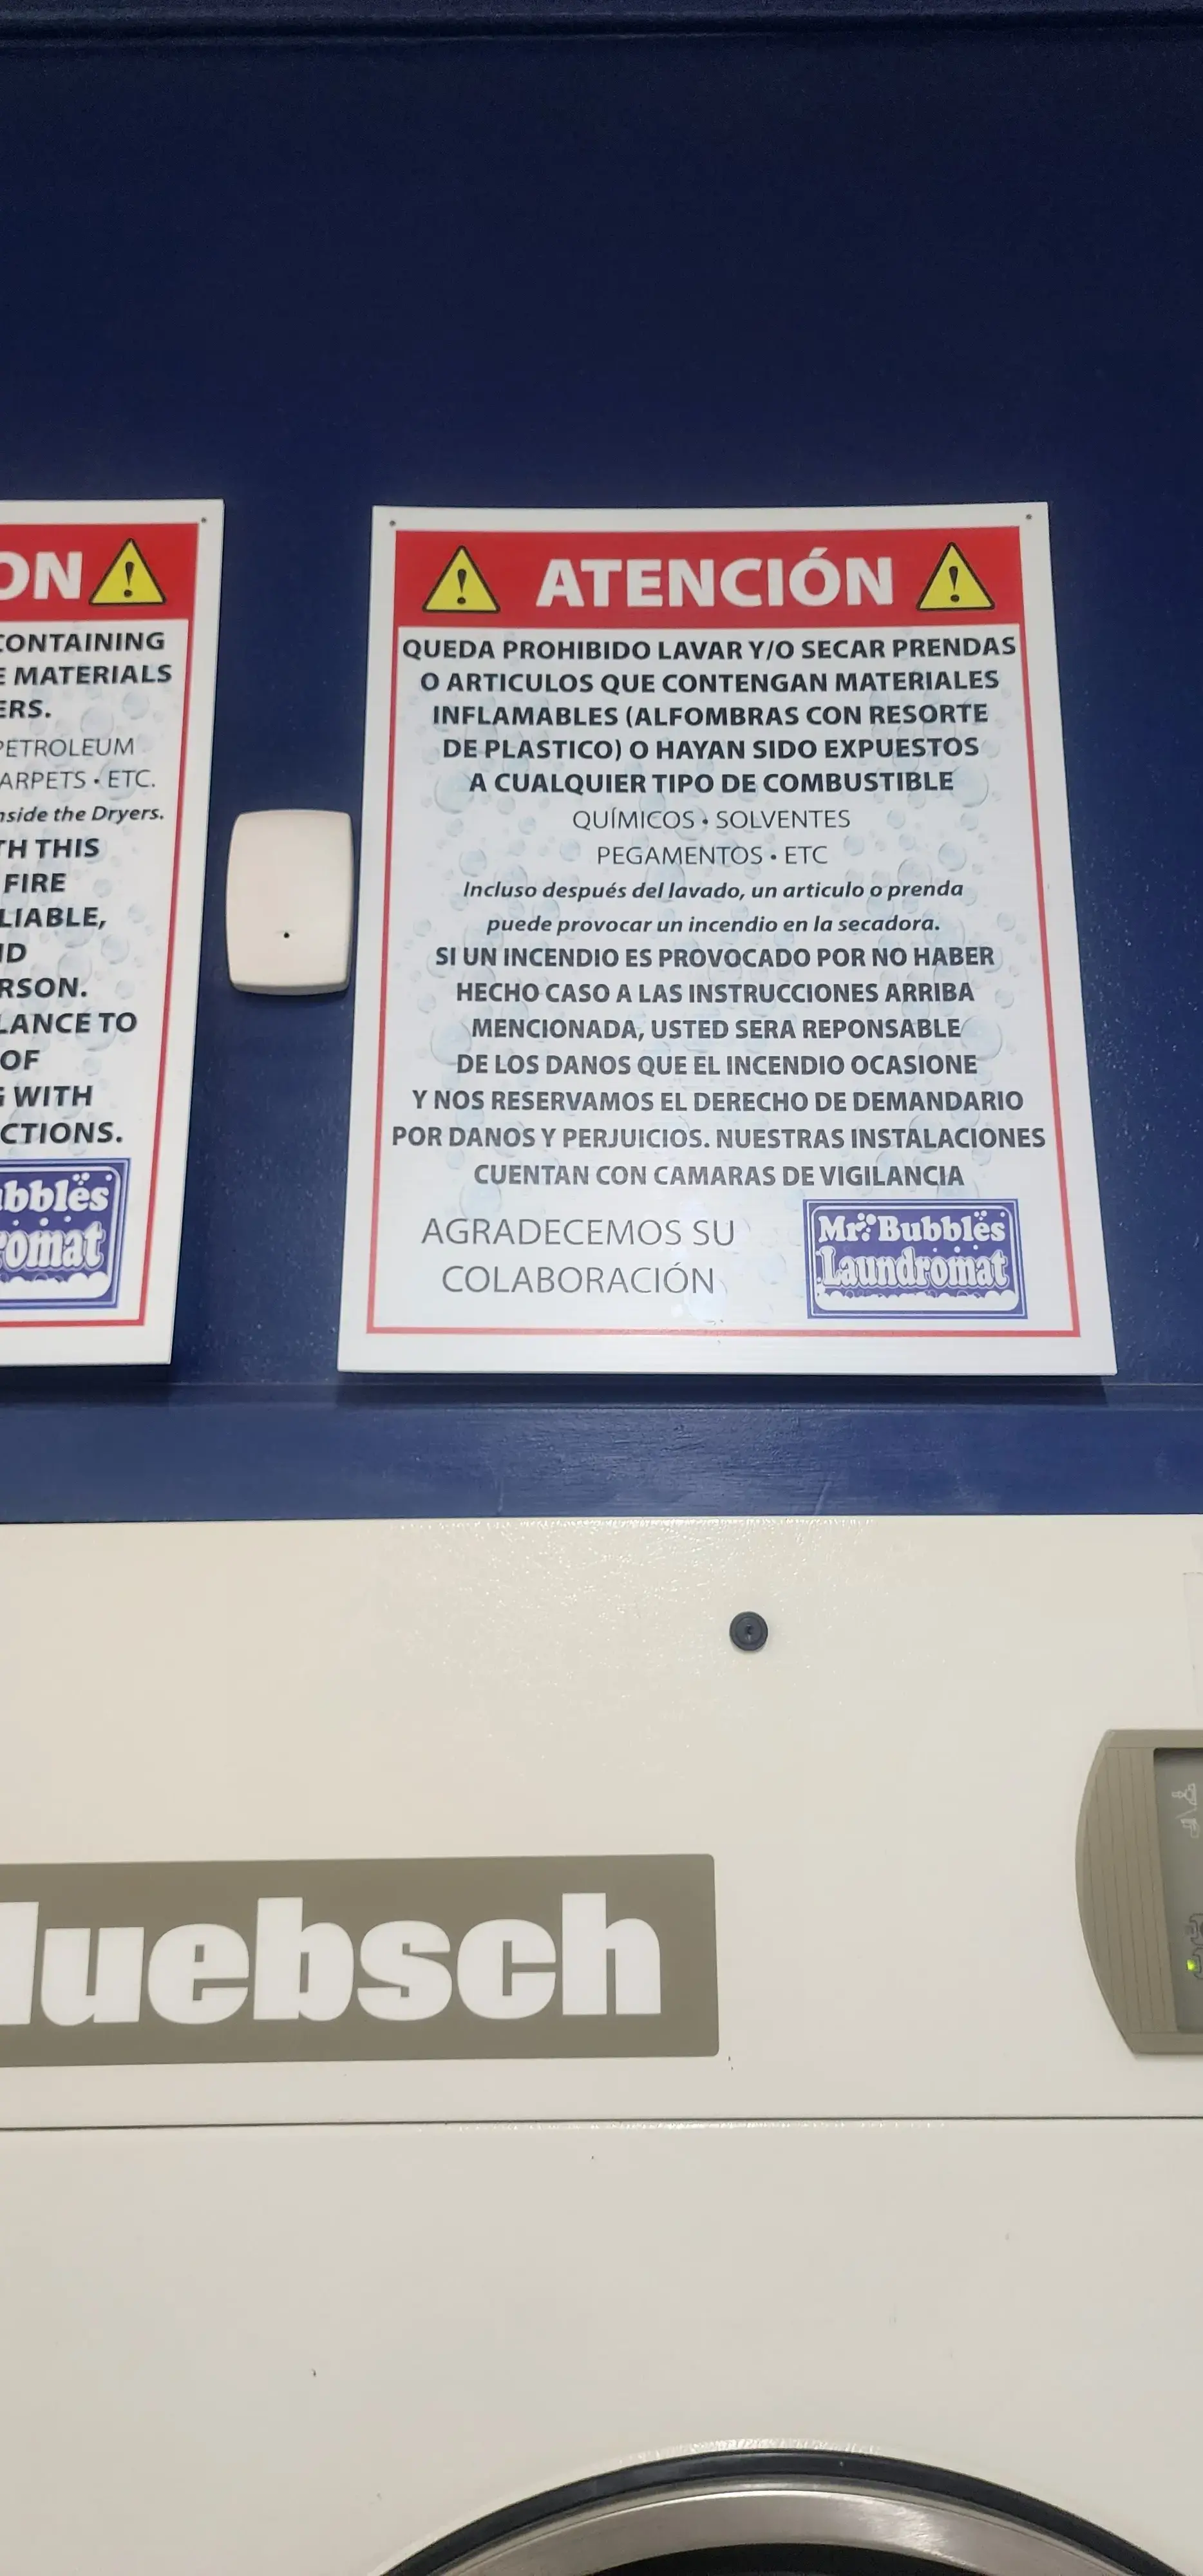 ON
CONTAINING
MATERIALS
ERS.
PETROLEUM
ARPETS • ETC.
nside the Dryers.
TH THIS
FIRE
LIABLE,
ND
RSON.
LANCE TO
OF
WITH
CTIONS.
bbles
romat
ATENCIÓN
QUEDA PROHIBIDO LAVAR Y/O SECAR PRENDAS
O ARTICULOS QUE CONTENGAN MATERIALES
INFLAMABLES (ALFOMBRAS CON RESORTE
DE PLASTICO) O HAYAN SIDO EXPUESTOS
A CUALQUIER TIPO DE COMBUSTIBLE
QUÍMICOS • SOLVENTES
PEGAMENTOS • ETC
Incluso después del lavado, un articulo o prenda
puede provocar un incendio en la secadora.
SI UN INCENDIO ES PROVOCADO POR NO HABER
HECHO CASO A LAS INSTRUCCIONES ARRIBA
MENCIONADA, USTED SERA REPONSABLE
DE LOS DANOS QUE EL INCENDIO OCASIONE
Y NOS RESERVAMOS EL DERECHO DE DEMANDARIO
POR DANOS Y PERJUICIOS. NUESTRAS INSTALACIONES
CUENTAN CON CAMARAS DE VIGILANCIA
AGRADECEMOS SU
COLABORACIÓN
Mr. Bubbles
Laundromat
uebsch